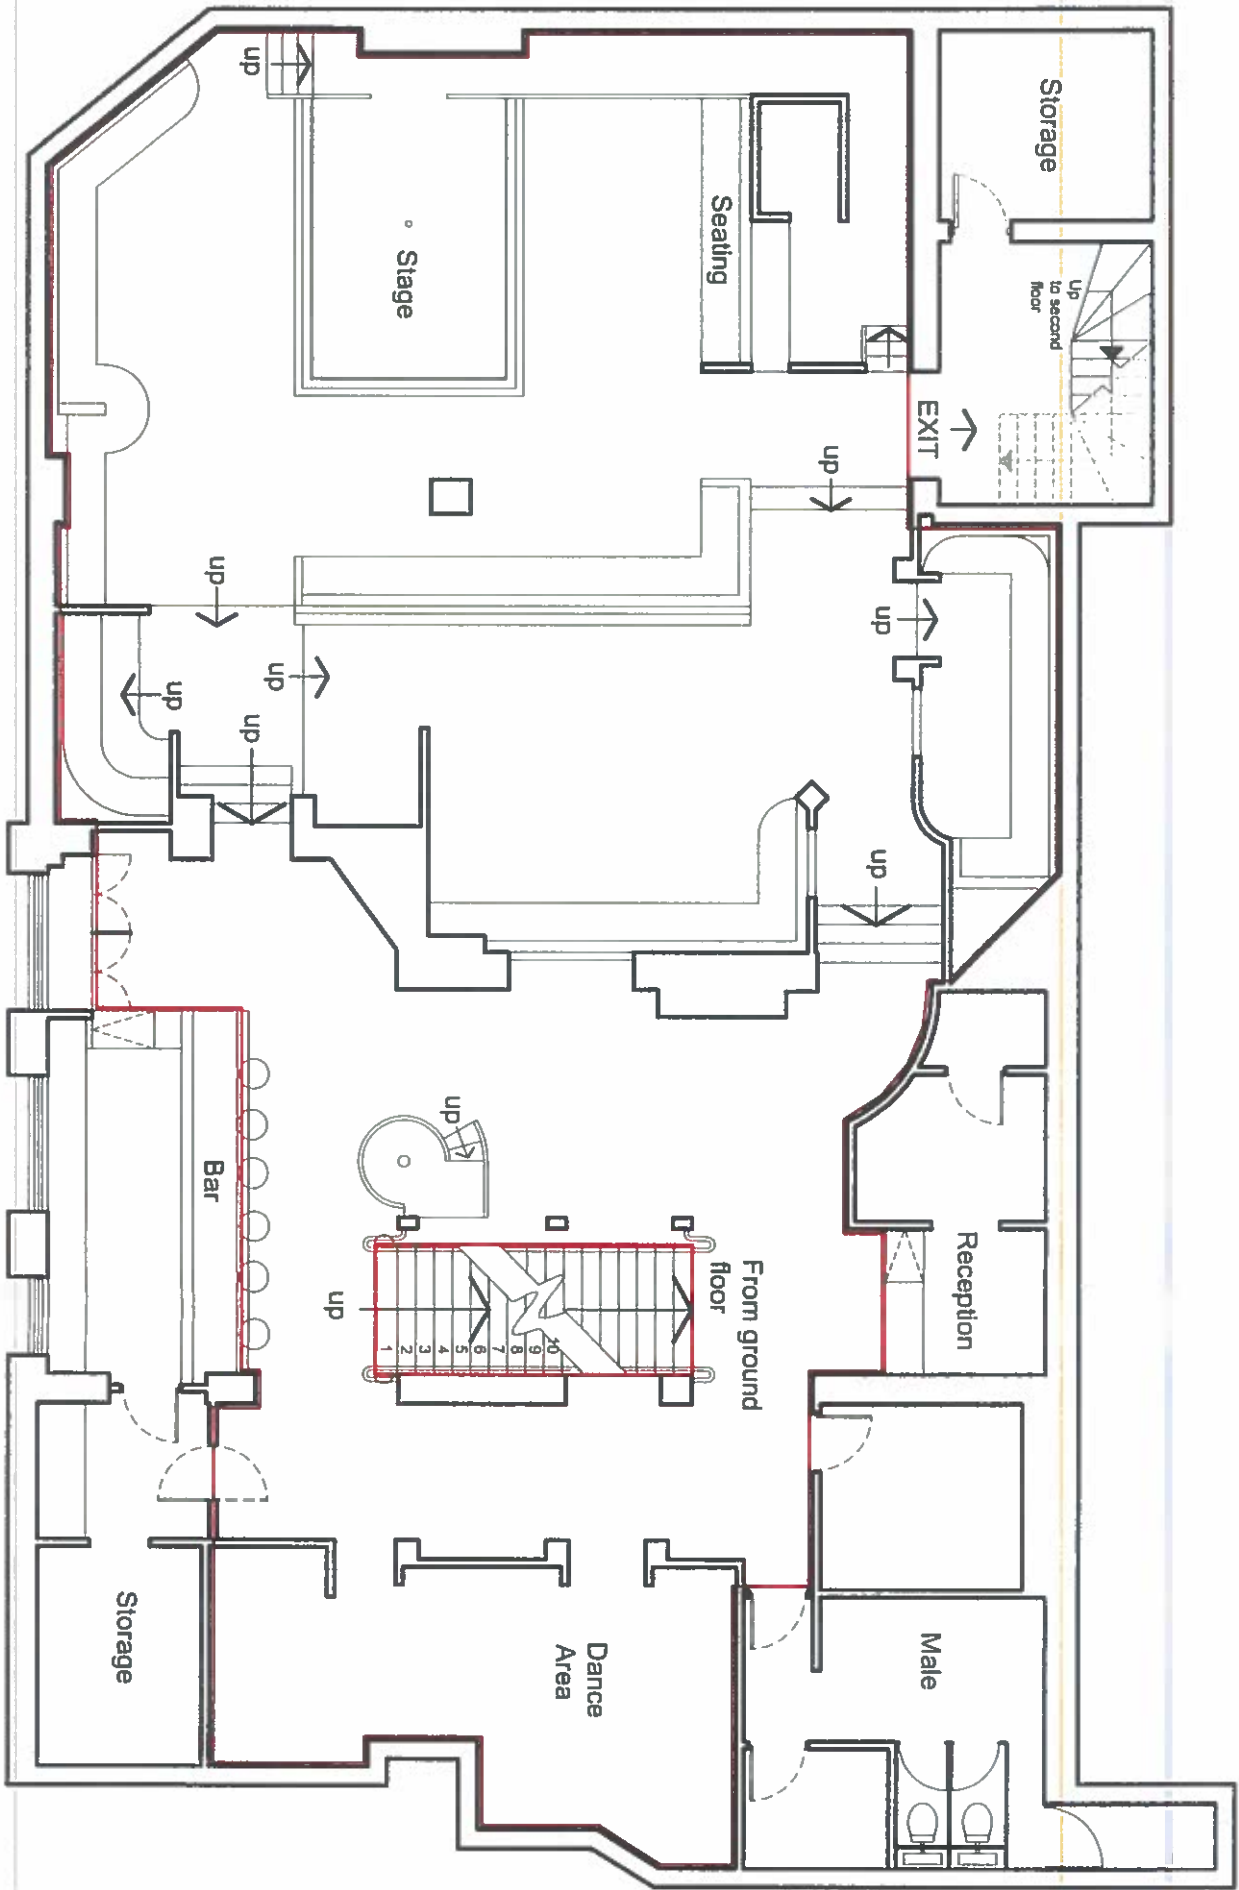 Storage
Up
to second
floor
Reception
Male
EXIT
up
up
up
From ground
floor
Seating
Dance
Area
up
Stage
10
9
8
7
6
5
4
3
2
1
up
up
up
up
up
Bar
up
Storage